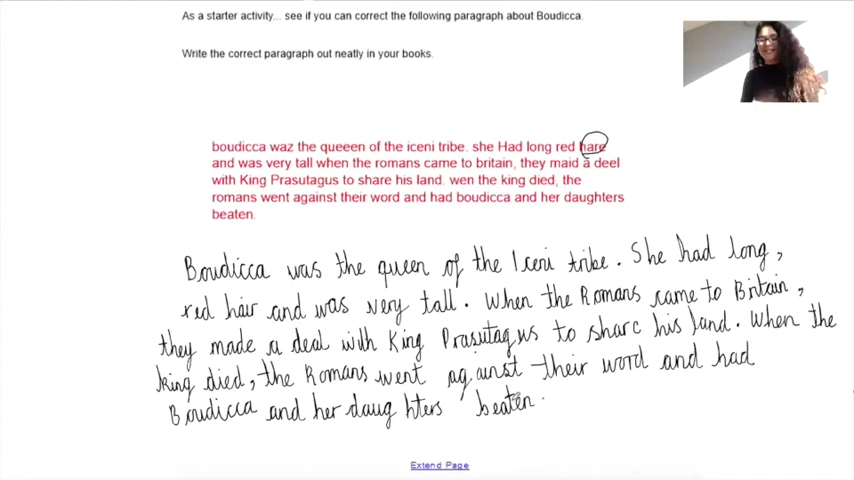 As a starter activity... see if you can correct the following paragraph about Boudicca.
Write the correct paragraph out neatly in your books.
boudicca waz the queeen of the iceni tribe. she Had long red hare
and was very tall when the romans came to britain, they maid a deel
with King Prasutagus to share his land. wen the king died, the
romans went against their word and had boudicca and her daughters
beaten.
Boudicca was the queen of the Iceni tribe. She had long,
red hair and was very tall. When the Romans came to Britain,
they made a deal with King Prasutagus to share his land. When the
king died, the Romans went against their word and had
Boudicca and her daughters beaten.
Extend Page